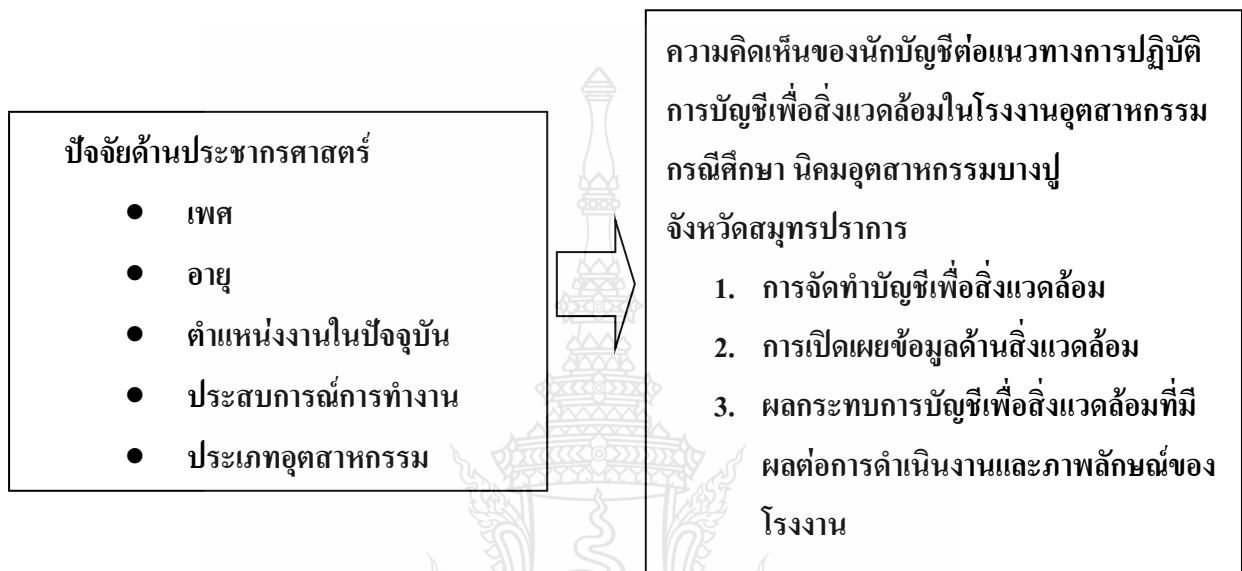 ปัจจัยด้านประชากรศาสตร์
● เพศ
● อายุ
● ตำแหน่งงานในปัจจุบัน
● ประสบการณ์การทำงาน
● ประเภทอุตสาหกรรม
ความคิดเห็นของนักบัญชีต่อแนวทางการปฏิบัติ
การบัญชีเพื่อสิ่งแวดล้อมในโรงงานอุตสาหกรรม
กรณีศึกษา นิคมอุตสาหกรรมบางปู
จังหวัดสมุทรปราการ
1. การจัดทำบัญชีเพื่อสิ่งแวดล้อม
2. การเปิดเผยข้อมูลด้านสิ่งแวดล้อม
3. ผลกระทบการบัญชีเพื่อสิ่งแวดล้อมที่มี
ผลต่อการดำเนินงานและภาพลักษณ์ของ
โรงงาน